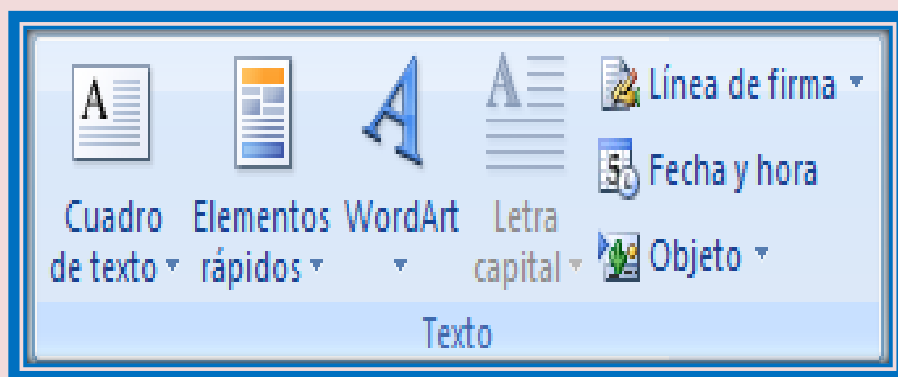 Cuadro
de texto
Elementos
rápidos
WordArt
Letra
capital
Línea de firma
Fecha y hora
Objeto
Texto